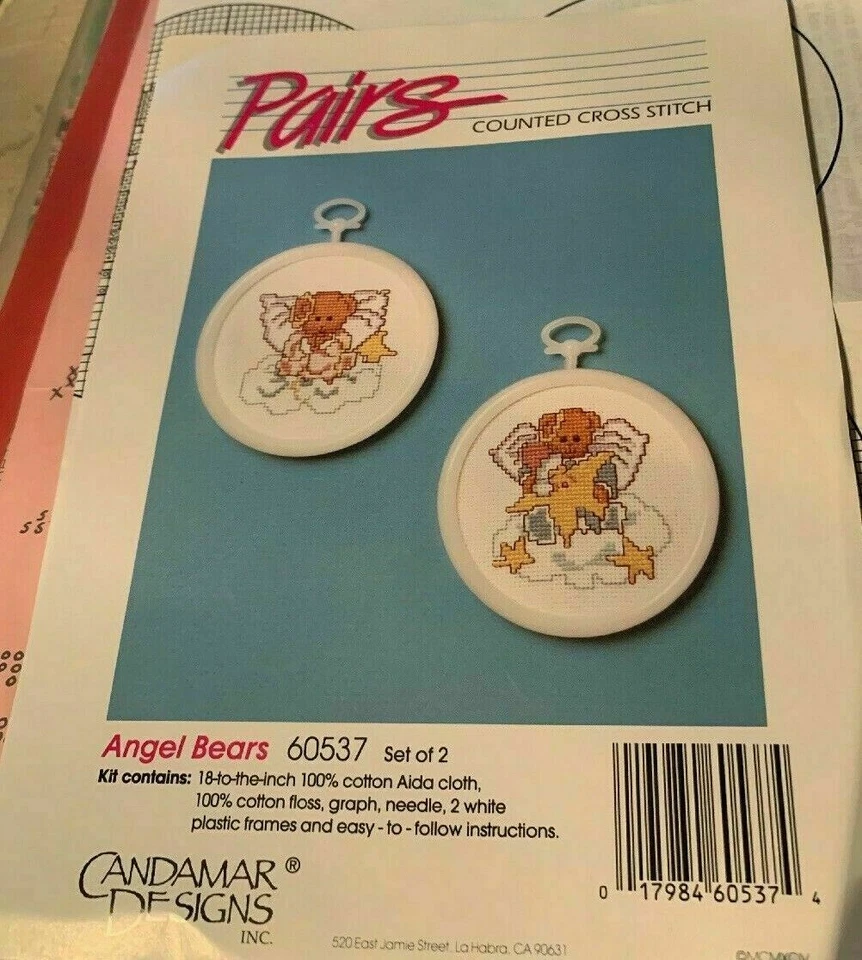 Pairs
COUNTED CROSS STITCH
Angel Bears 60537 Set of 2
Kit contains: 18-to-the-inch 100% cotton Aida cloth,
100% cotton floss, graph, needle, 2 white
plastic frames and easy - to - follow instructions.
CANDAMAR ®
DESIGNS
INC.
520 East Jamie Street, La Habra, CA 90631
0 17984 60537 4